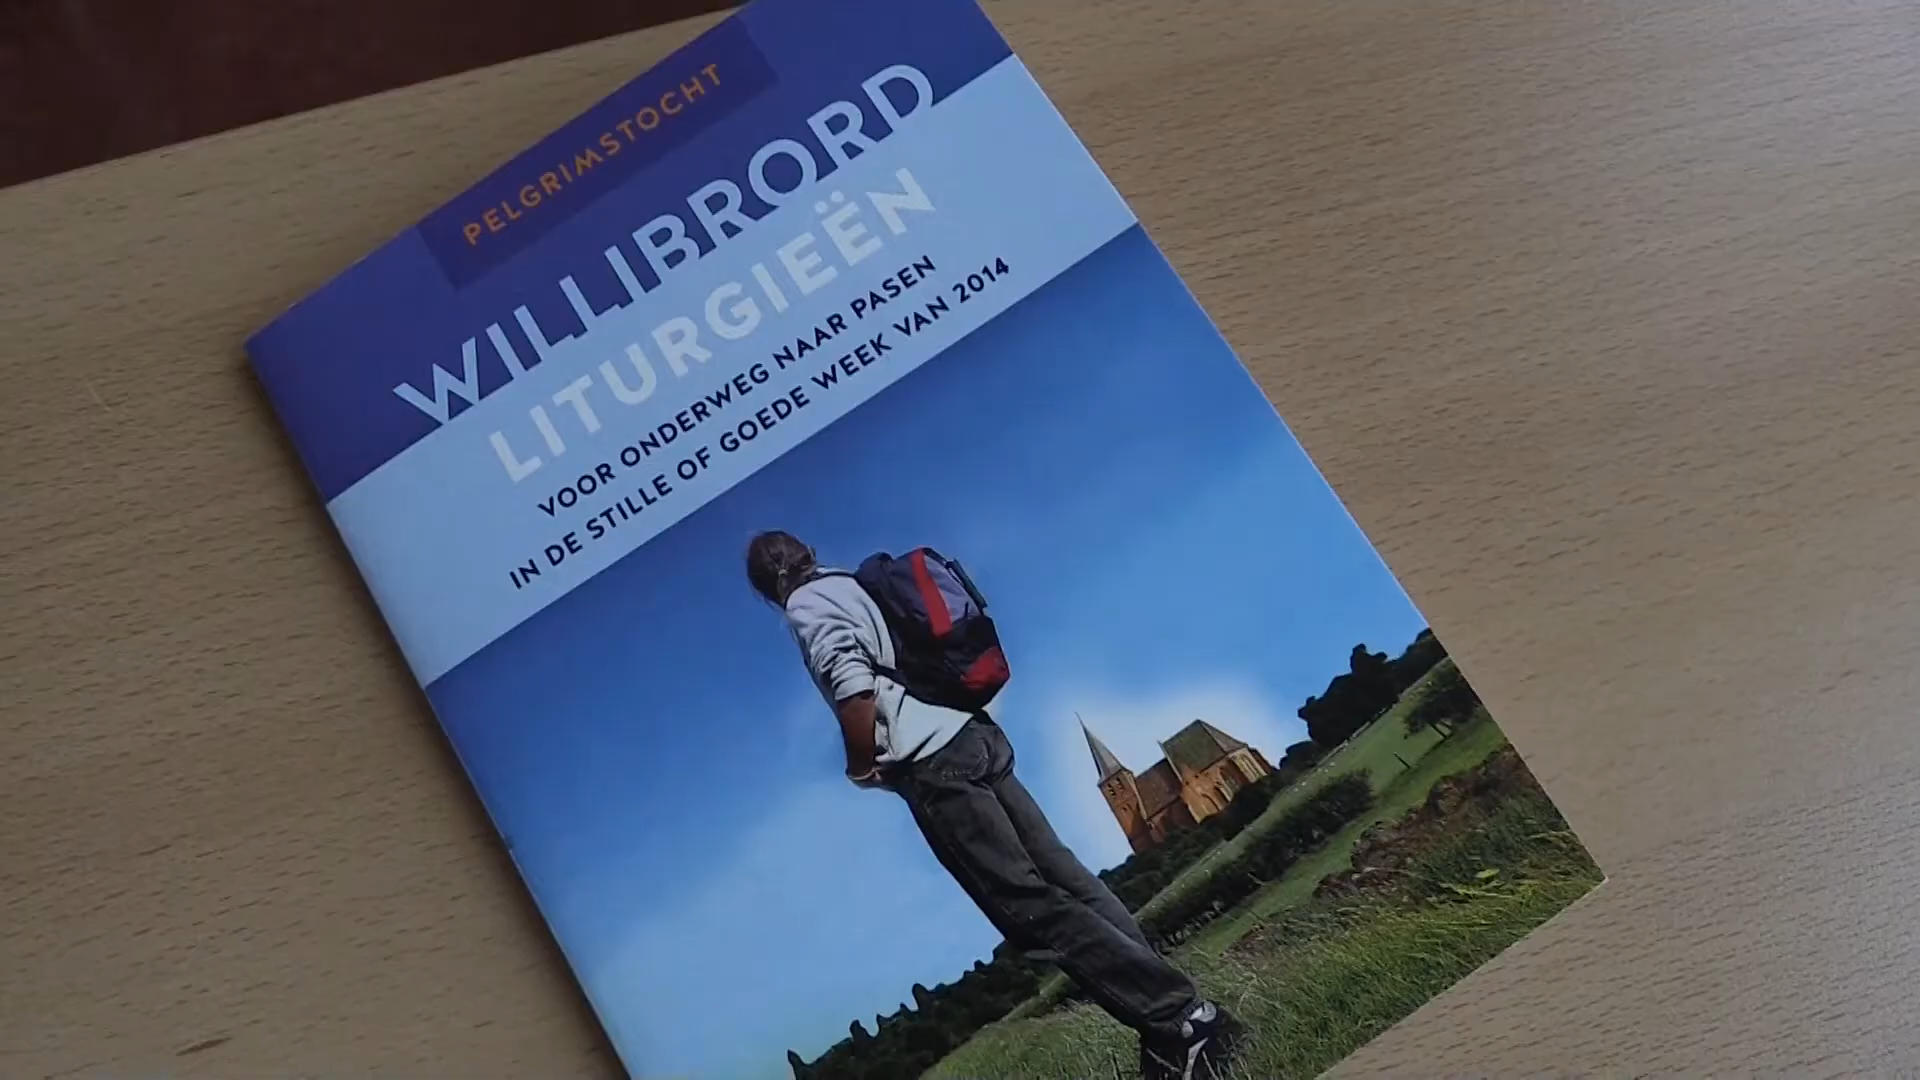 PELGRIMSTOCHT
WILLIBRORD
LITURGIEËN
VOOR ONDERWEG NAAR PASEN
IN DE STILLE OF GOEDE WEEK VAN 2014